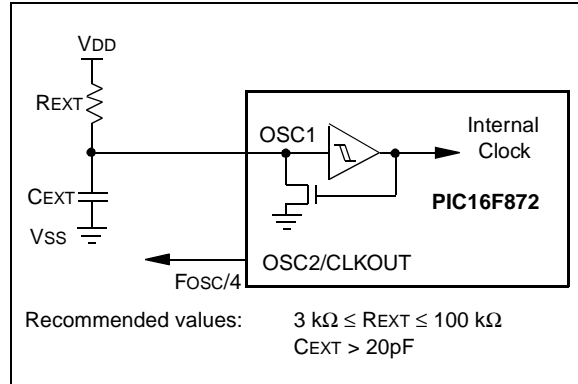 VDD
REXT
OSC1
Internal
Clock
CEXT
PIC16F872
VSS
OSC2/CLKOUT
FOSC/4
Recommended values: 3 kΩ ≤ REXT ≤ 100 kΩ
CEXT > 20pF